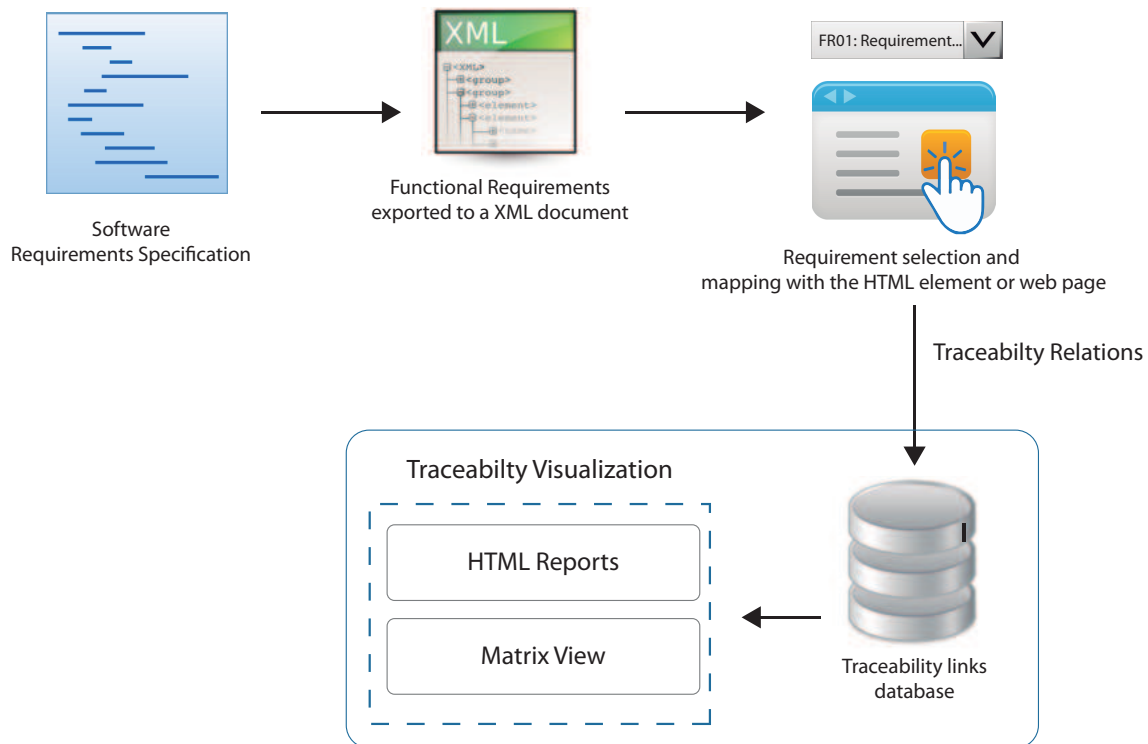 XML
<XML>
<group>
<group>
<element>
<element>
<name>
FR01: Requirement...
Software
Requirements Specification
Functional Requirements
exported to a XML document
Requirement selection and
mapping with the HTML element or web page
Traceabilty Relations
Traceabilty Visualization
HTML Reports
Matrix View
Traceability links
database